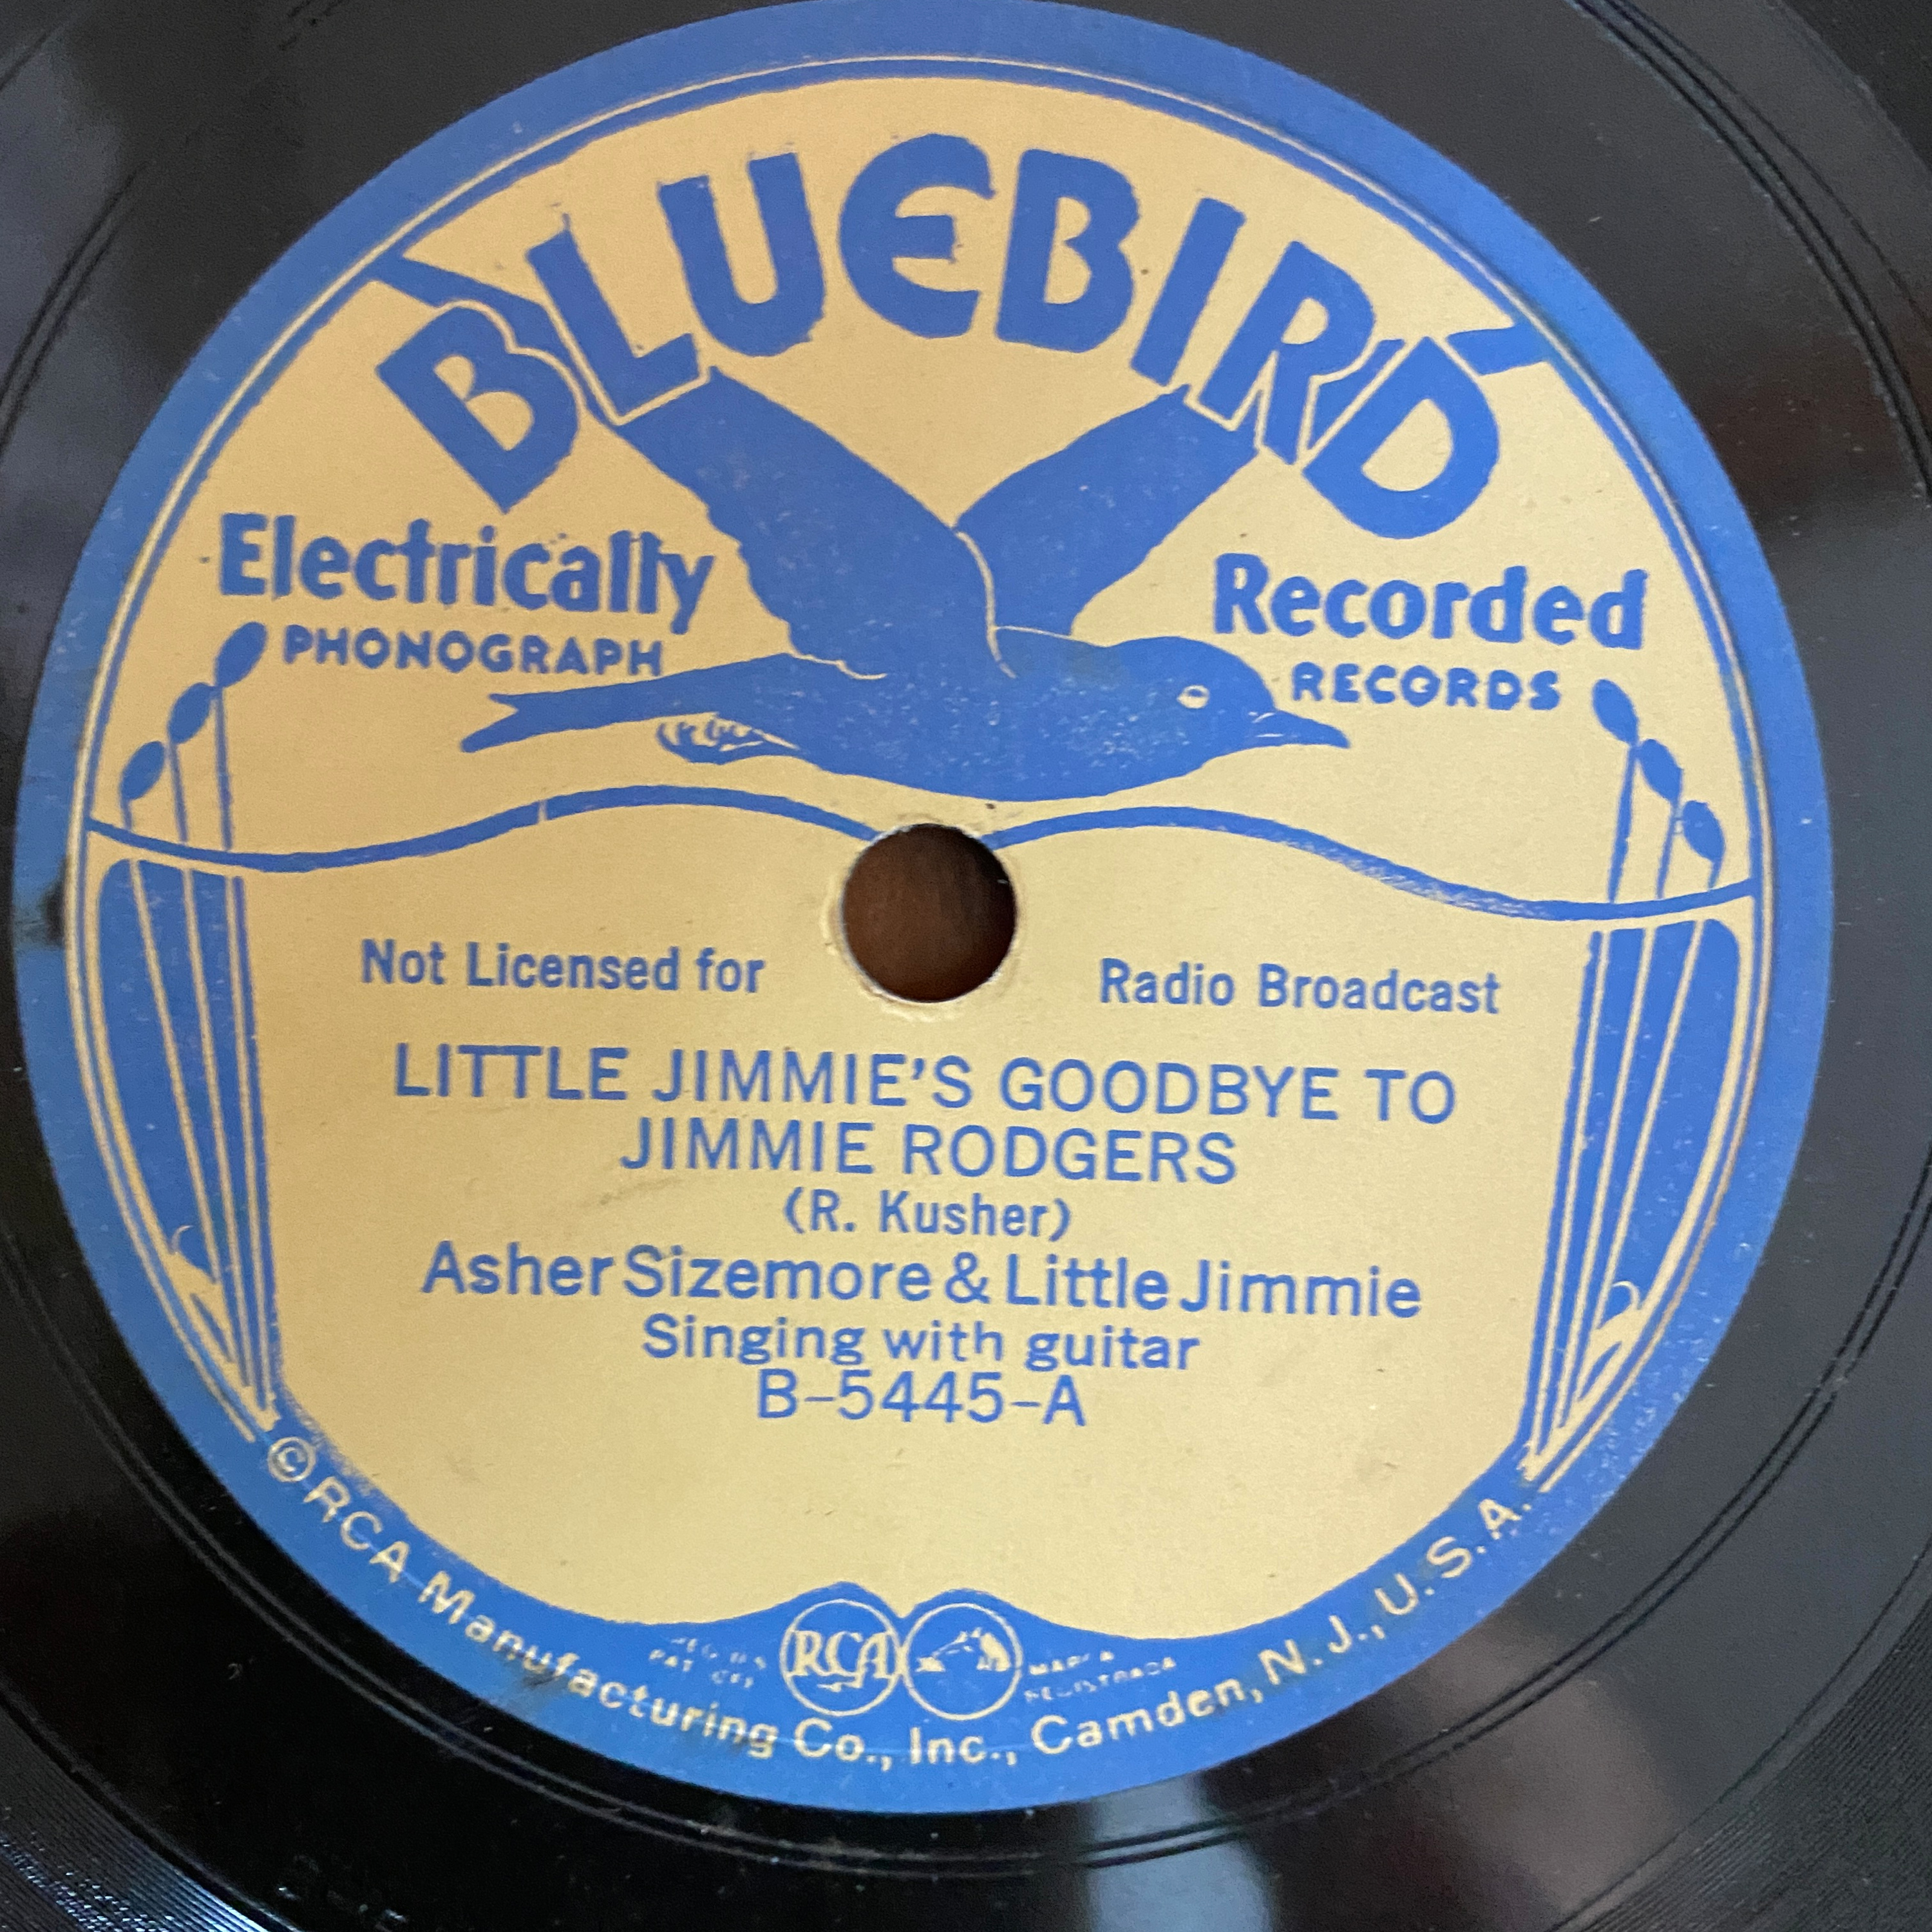 BLUEBIRD
Electrically Recorded
PHONOGRAPH RECORDS
Not Licensed for Radio Broadcast
LITTLE JIMMIE'S GOODBYE TO
JIMMIE RODGERS
(R. Kusher)
Asher Sizemore & Little Jimmie
Singing with guitar
B-5445-A
RCA
©RCA Manufacturing Co., Inc., Camden, N. J., U.S.A.